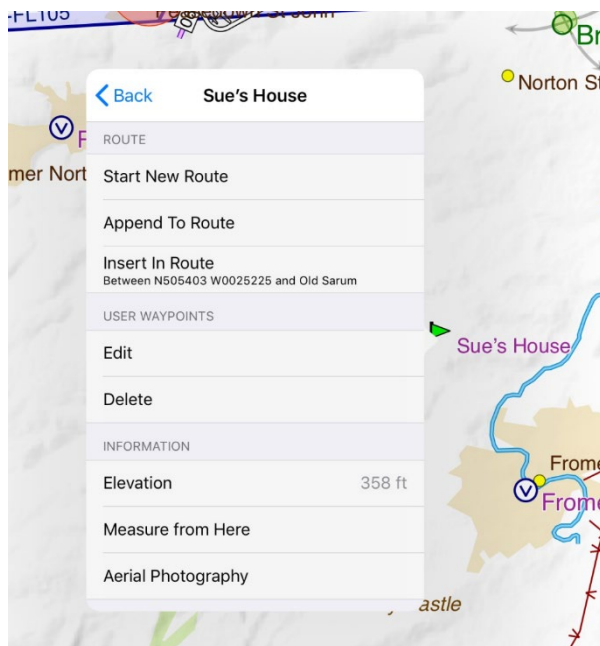 -FL105
Br
Norton St
Back
Sue's House
F
ROUTE
mer Nort
Start New Route
Append To Route
Insert In Route
Between N505403 W0025225 and Old Sarum
USER WAYPOINTS
Sue's House
Edit
Delete
INFORMATION
Frome
Elevation 358 ft
Frome
Measure from Here
Aerial Photography
astle